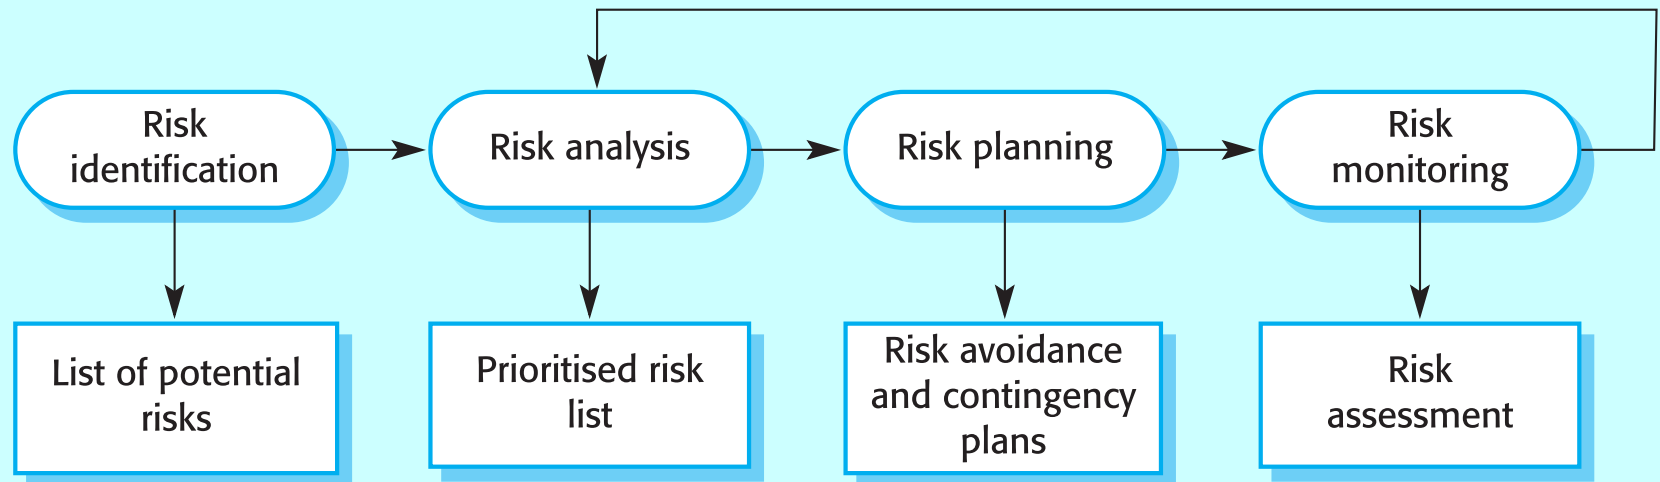 Risk
identification
Risk analysis
Risk planning
Risk
monitoring
List of potential
risks
Prioritised risk
list
Risk avoidance
and contingency
plans
Risk
assessment